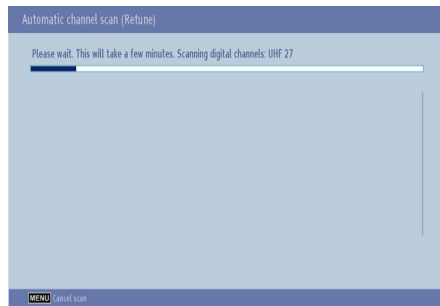 Automatic channel scan (Retune)
Please wait. This will take a few minutes. Scanning digital channels: UHF 27
MENU Cancel scan